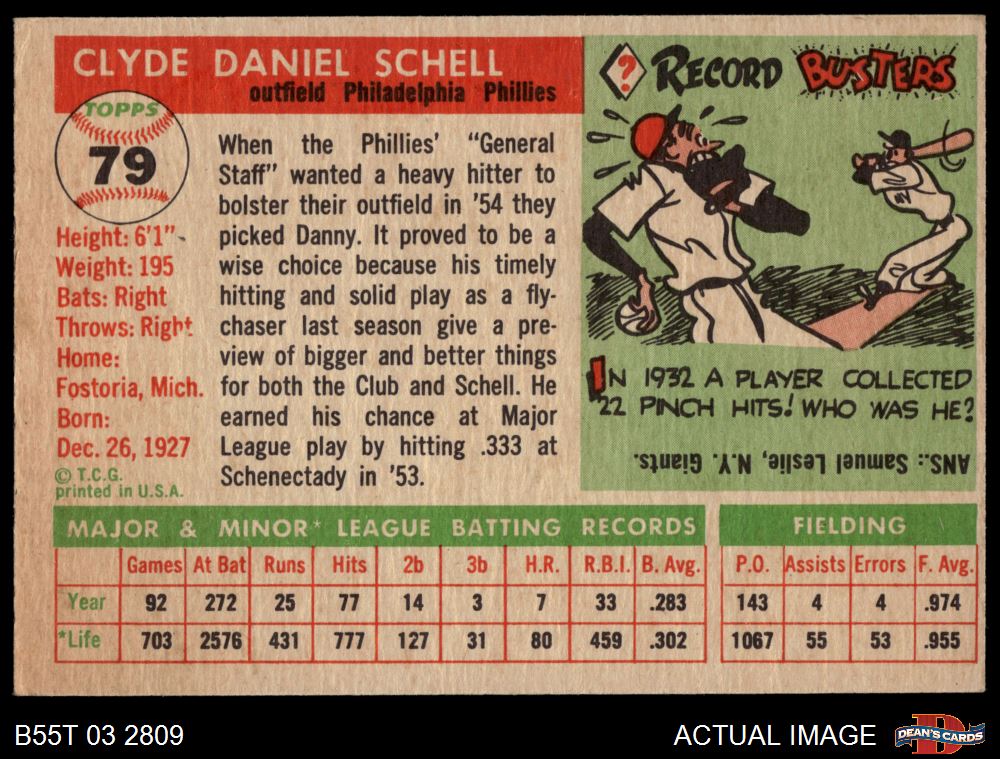 CLYDE DANIEL SCHELL
outfield Philadelphia Phillies
TOPPS
79
Height: 6'1"
Weight: 195
Bats: Right
Throws: Right
Home:
Fostoria, Mich.
Born:
Dec. 26, 1927
© T.C.G.
printed in U.S.A.
When the Phillies' "General
Staff" wanted a heavy hitter to
bolster their outfield in '54 they
picked Danny. It proved to be a
wise choice because his timely
hitting and solid play as a fly-
chaser last season give a pre-
view of bigger and better things
for both the Club and Schell. He
earned his chance at Major
League play by hitting .333 at
Schenectady in '53.
? RECORD BUSTERS
NY
IN 1932 A PLAYER COLLECTED
22 PINCH HITS! WHO WAS HE?
ANS.: Samuel Leslie, N.Y. Giants.
MAJOR & MINOR* LEAGUE BATTING RECORDS FIELDING
Games At Bat Runs Hits 2b 3b H.R. R.B.I. B. Avg. P.O. Assists Errors F. Avg.
Year 92 272 25 77 14 3 7 33 .283 143 4 4 .974
*Life 703 2576 431 777 127 31 80 459 .302 1067 55 53 .955
B55T 03 2809
ACTUAL IMAGE
D
DEAN'S CARDS